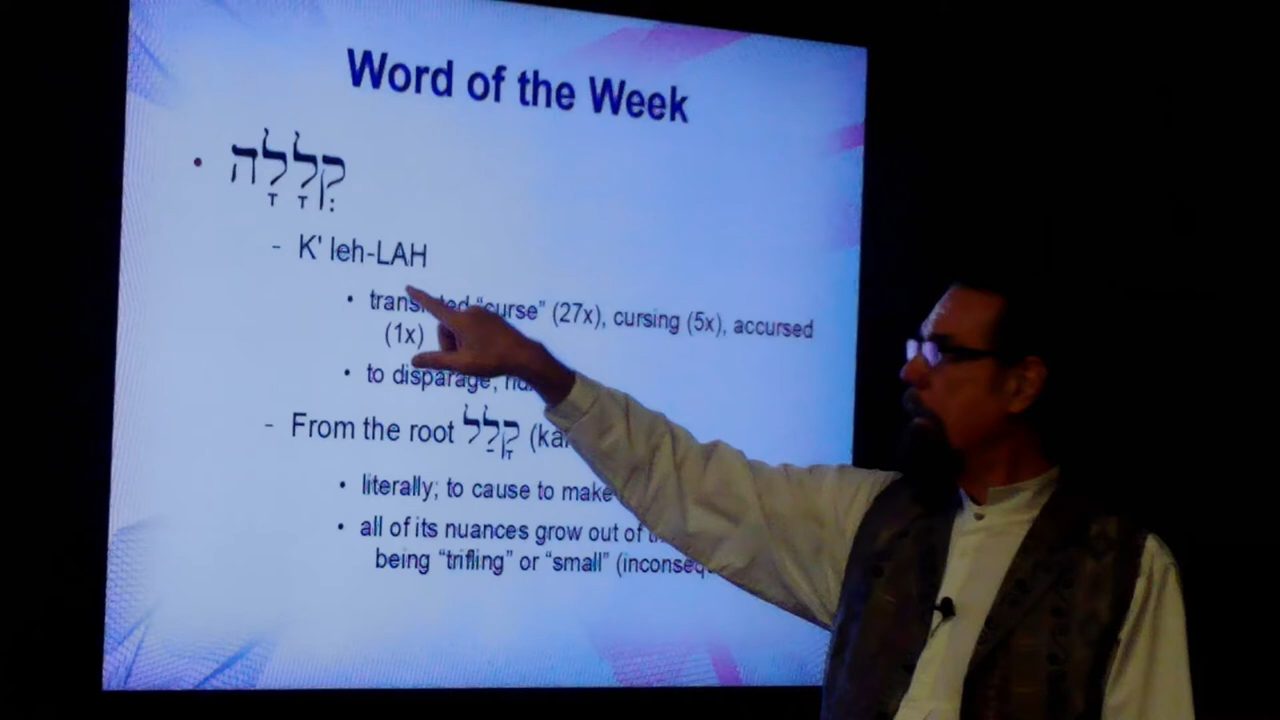 Word of the Week
• קְלָלָה
- K' leh-LAH
• "curse" (27x), cursing (5x), accursed
(1x)
• to disparage,
- From the root קָלַל
• literally; to cause to make
• all of its nuances grow out of
being "trifling" or "small"